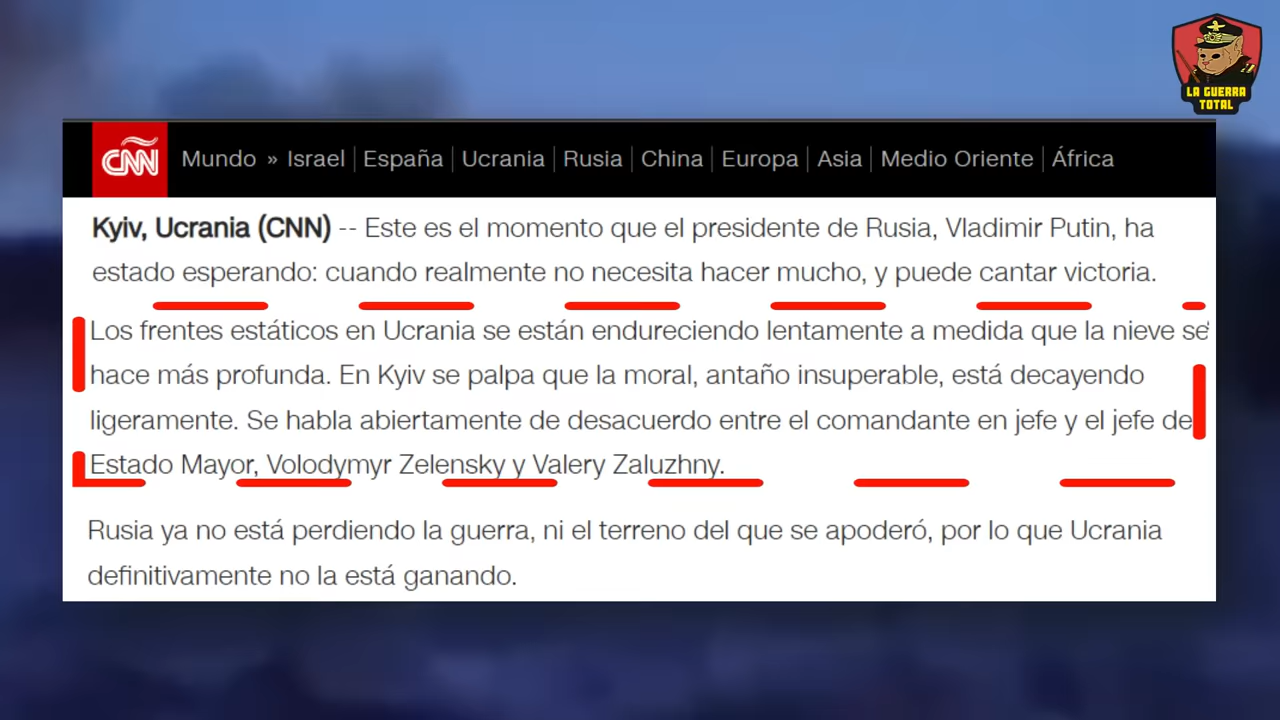 LA GUERRA
TOTAL
CNN Mundo » Israel | España | Ucrania | Rusia | China | Europa | Asia | Medio Oriente | África
Kyiv, Ucrania (CNN) -- Este es el momento que el presidente de Rusia, Vladimir Putin, ha
estado esperando: cuando realmente no necesita hacer mucho, y puede cantar victoria.
Los frentes estáticos en Ucrania se están endureciendo lentamente a medida que la nieve se
hace más profunda. En Kyiv se palpa que la moral, antaño insuperable, está decayendo
ligeramente. Se habla abiertamente de desacuerdo entre el comandante en jefe y el jefe de
Estado Mayor, Volodymyr Zelensky y Valery Zaluzhny.
Rusia ya no está perdiendo la guerra, ni el terreno del que se apoderó, por lo que Ucrania
definitivamente no la está ganando.